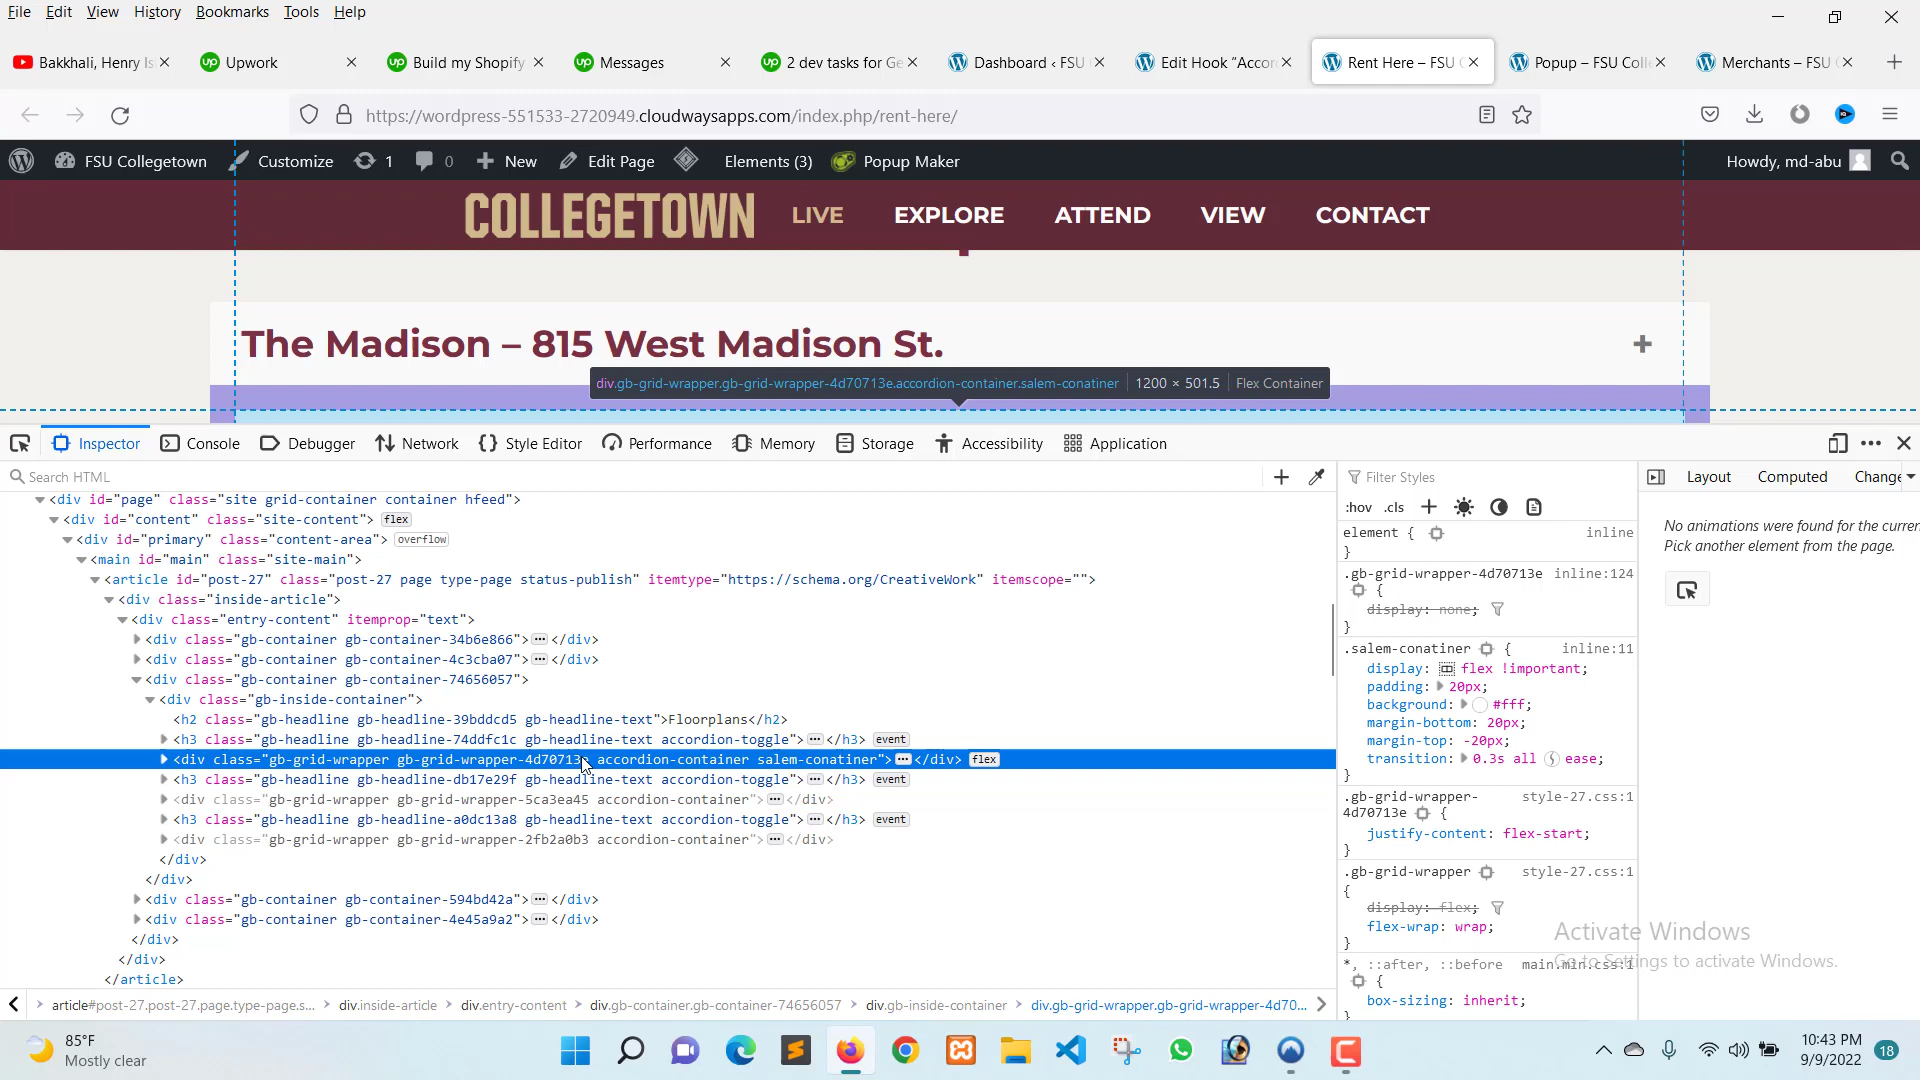 File Edit View History Bookmarks Tools Help
Bakkhali, Henry Is Upwork Build my Shopify Messages 2 dev tasks for Ge Dashboard ‹ FSU Edit Hook “Accor Rent Here – FSU C Popup – FSU Coll Merchants – FSU
https://wordpress-551533-2720949.cloudwaysapps.com/index.php/rent-here/
FSU Collegetown Customize 1 0 New Edit Page Elements (3) Popup Maker Howdy, md-abu
COLLEGETOWN LIVE EXPLORE ATTEND VIEW CONTACT
The Madison – 815 West Madison St. +
div.gb-grid-wrapper.gb-grid-wrapper-4d70713e.accordion-container.salem-conatiner 1200 × 501.5 Flex Container
Inspector Console Debugger Network Style Editor Performance Memory Storage Accessibility Application
Search HTML
<div id="page" class="site grid-container container hfeed">
<div id="content" class="site-content"> flex
<div id="primary" class="content-area"> overflow
<main id="main" class="site-main">
<article id="post-27" class="post-27 page type-page status-publish" itemtype="https://schema.org/CreativeWork" itemscope="">
<div class="inside-article">
<div class="entry-content" itemprop="text">
<div class="gb-container gb-container-34b6e866"> </div>
<div class="gb-container gb-container-4c3cba07"> </div>
<div class="gb-container gb-container-74656057">
<div class="gb-inside-container">
<h2 class="gb-headline gb-headline-39bddcd5 gb-headline-text">Floorplans</h2>
<h3 class="gb-headline gb-headline-74ddfc1c gb-headline-text accordion-toggle"> </h3> event
<div class="gb-grid-wrapper gb-grid-wrapper-4d70713e accordion-container salem-conatiner"> </div> flex
<h3 class="gb-headline gb-headline-db17e29f gb-headline-text accordion-toggle"> </h3> event
<div class="gb-grid-wrapper gb-grid-wrapper-5ca3ea45 accordion-container"> </div>
<h3 class="gb-headline gb-headline-a0dc13a8 gb-headline-text accordion-toggle"> </h3> event
<div class="gb-grid-wrapper gb-grid-wrapper-2fb2a0b3 accordion-container"> </div>
</div>
</div>
<div class="gb-container gb-container-594bd42a"> </div>
<div class="gb-container gb-container-4e45a9a2"> </div>
</div>
</div>
</article>
article#post-27.post-27.page.type-page.s... div.inside-article div.entry-content div.gb-container.gb-container-74656057 div.gb-inside-container div.gb-grid-wrapper.gb-grid-wrapper-4d70...
Filter Styles
:hov .cls
element { inline
}
.gb-grid-wrapper-4d70713e inline:124
{
display: none;
}
.salem-conatiner { inline:11
display: flex !important;
padding: 20px;
background: #fff;
margin-bottom: 20px;
margin-top: -20px;
transition: 0.3s all ease;
}
.gb-grid-wrapper- style-27.css:1
4d70713e {
justify-content: flex-start;
}
.gb-grid-wrapper style-27.css:1
{
display: flex;
flex-wrap: wrap;
}
*, ::after, ::before main.min.css:1
{
box-sizing: inherit;
}
Layout Computed Change
No animations were found for the curren
Pick another element from the page.
Activate Windows
Go to Settings to activate Windows.
85°F
Mostly clear
10:43 PM
9/9/2022
18